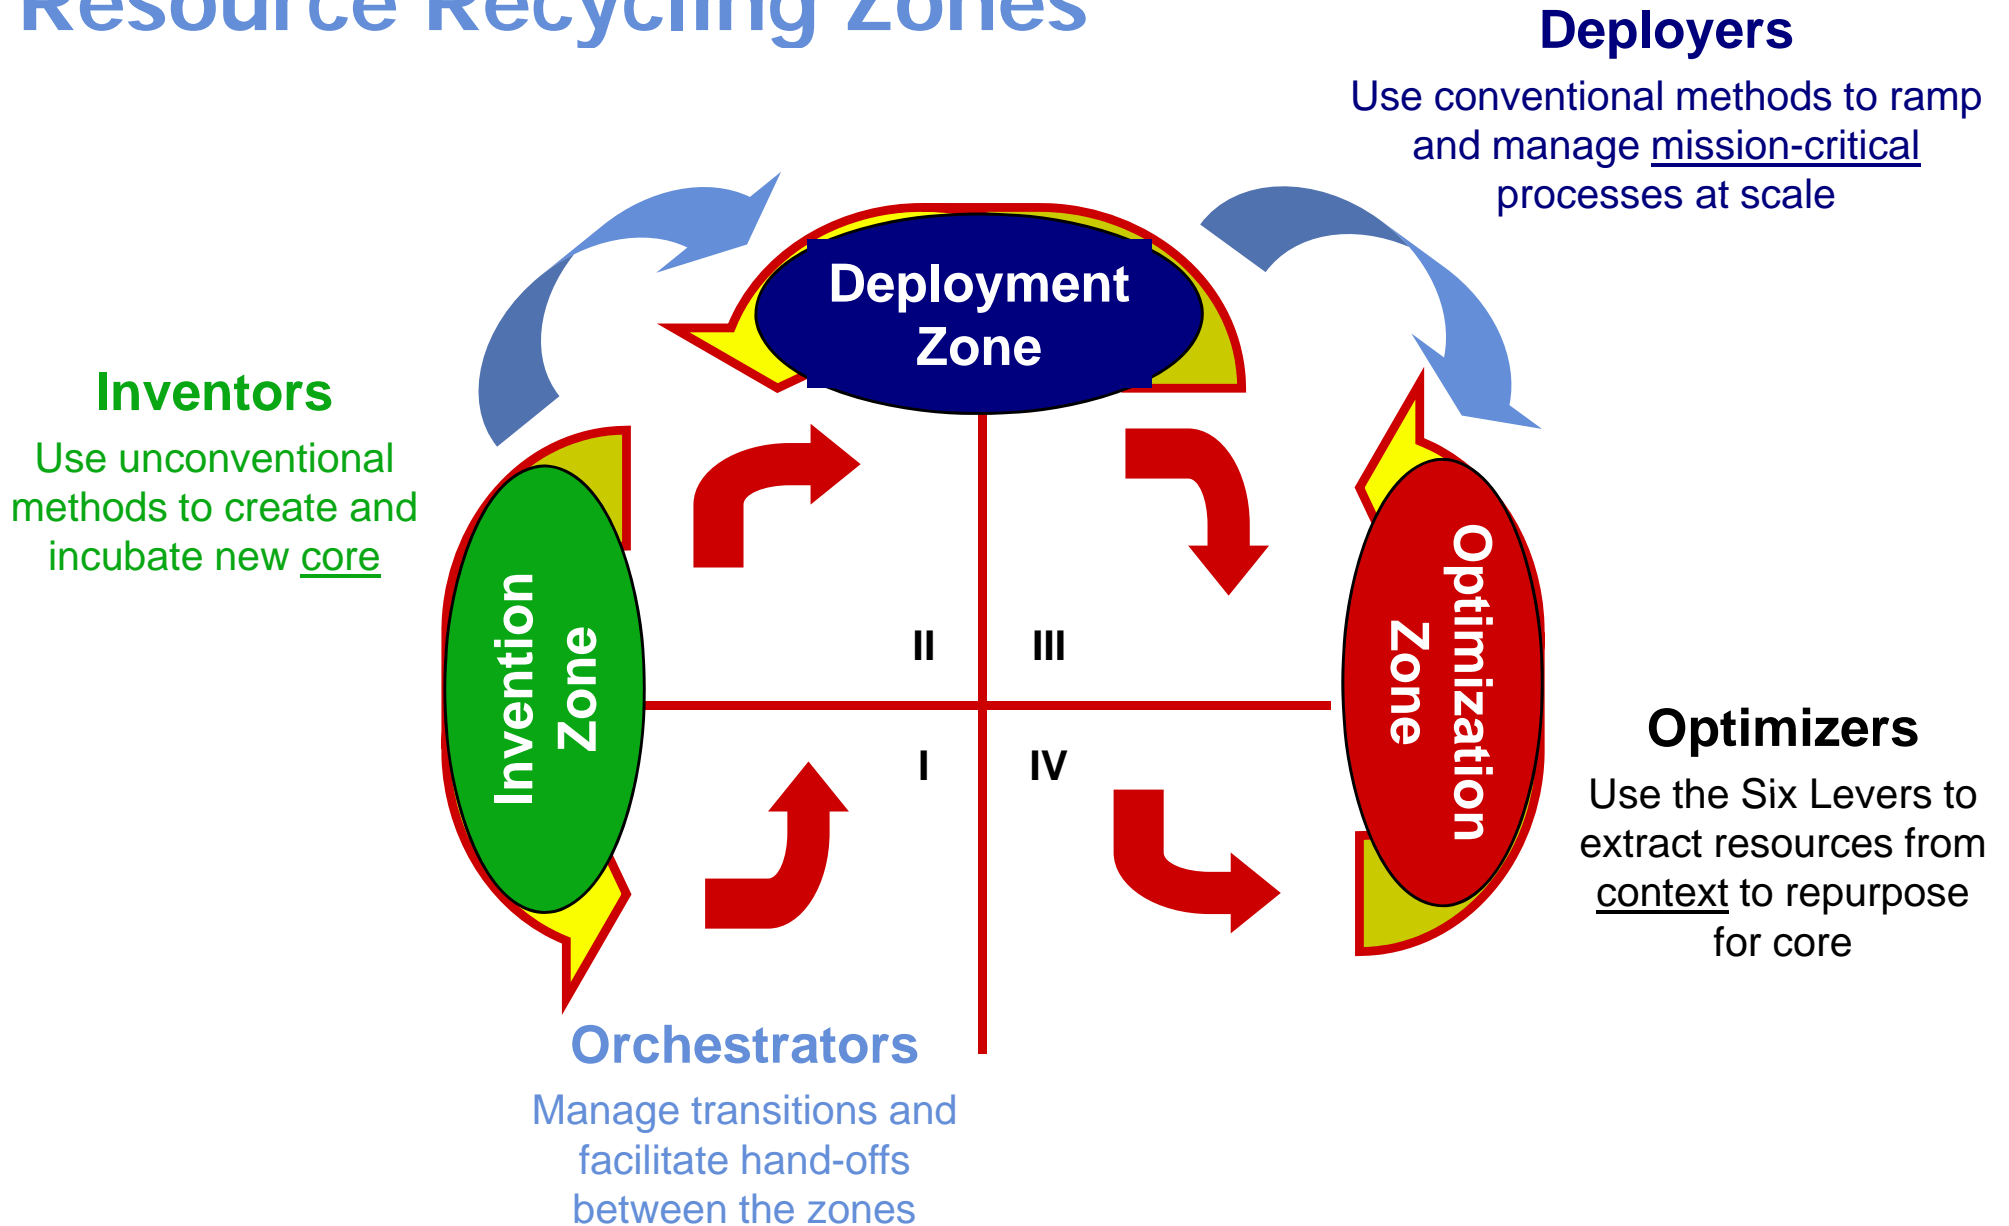 Resource Recycling Zones
Deployers
Use conventional methods to ramp
and manage mission-critical
processes at scale
Deployment
Zone
Inventors
Use unconventional
methods to create and
incubate new core
Invention
Zone
II
III
I
IV
Optimization
Zone
Optimizers
Use the Six Levers to
extract resources from
context to repurpose
for core
Orchestrators
Manage transitions and
facilitate hand-offs
between the zones